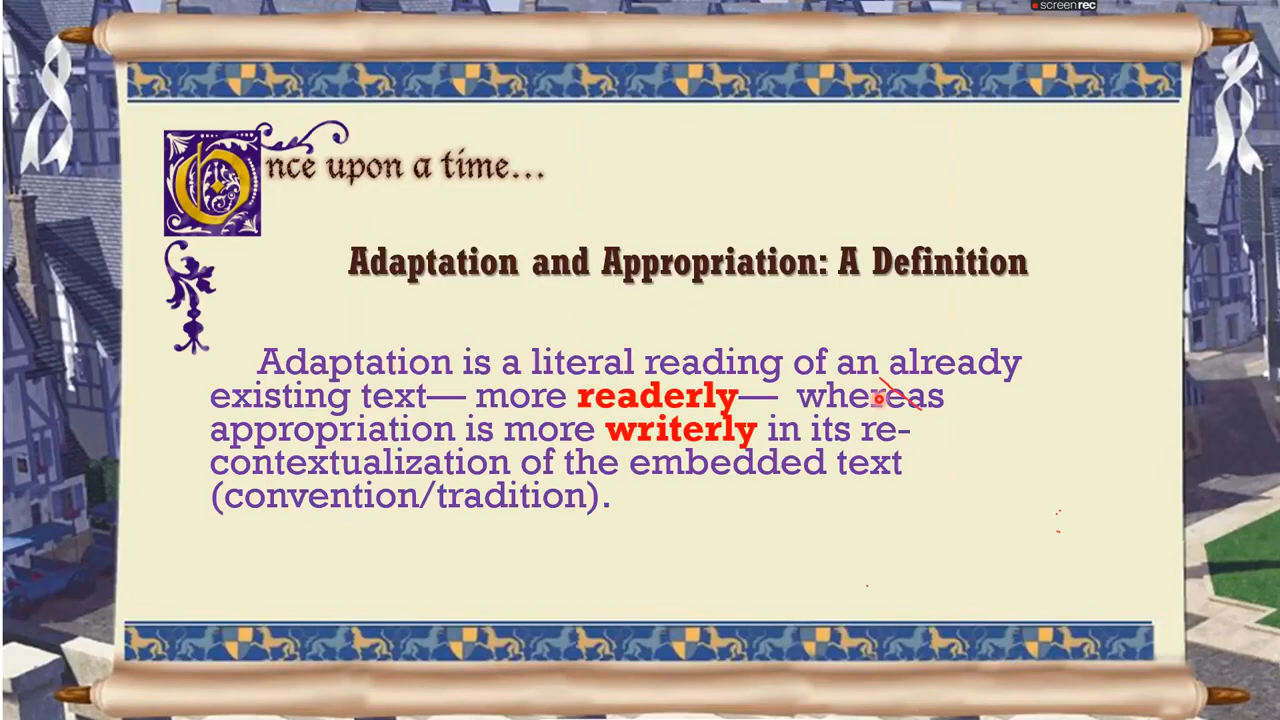 screenrec
Once upon a time...
Adaptation and Appropriation: A Definition
Adaptation is a literal reading of an already
existing text— more readerly— whereas
appropriation is more writerly in its re-
contextualization of the embedded text
(convention/tradition).